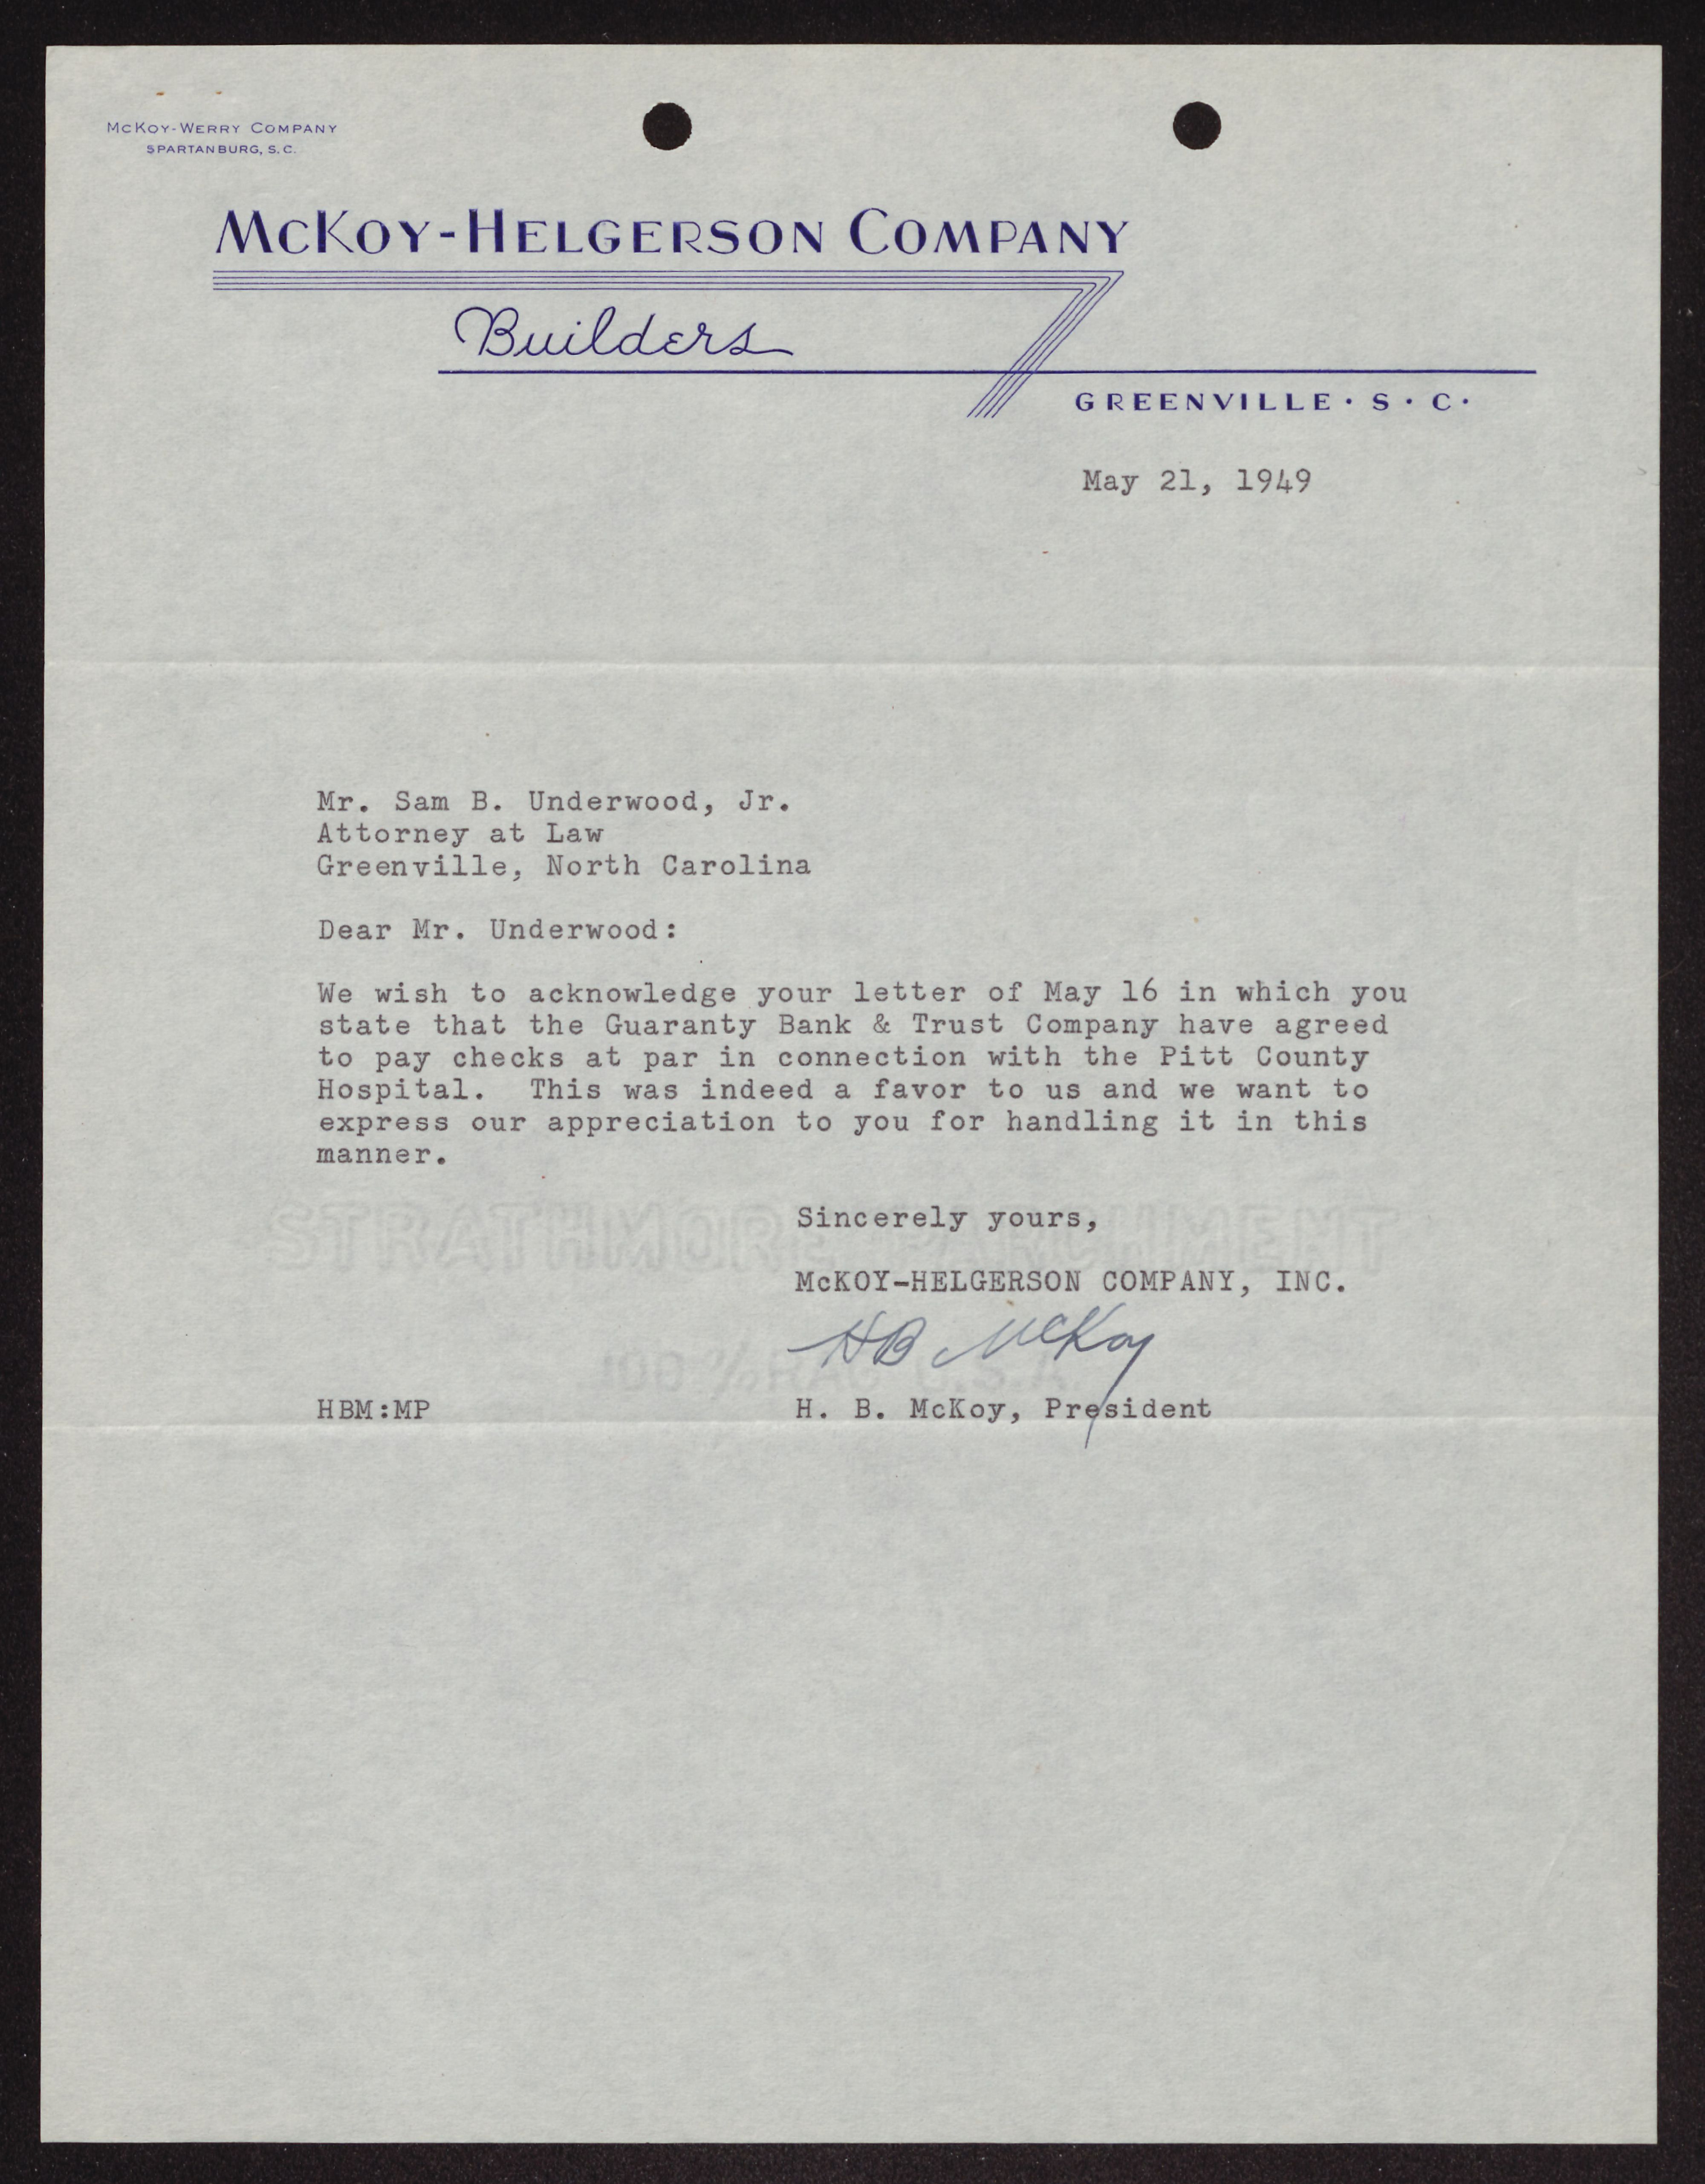 McKoy-Werry Company
Spartanburg, S. C.
McKoy-Helgerson Company
Builders
GREENVILLE · S · C ·
May 21, 1949
Mr. Sam B. Underwood, Jr.
Attorney at Law
Greenville, North Carolina
Dear Mr. Underwood:
We wish to acknowledge your letter of May 16 in which you
state that the Guaranty Bank & Trust Company have agreed
to pay checks at par in connection with the Pitt County
Hospital.  This was indeed a favor to us and we want to
express our appreciation to you for handling it in this
manner.
STRATHMORE PARCHMENT
Sincerely yours,
McKOY-HELGERSON COMPANY, INC.
HB McKoy
100 % RAG U.S.A.
HBM:MP H. B. McKoy, President